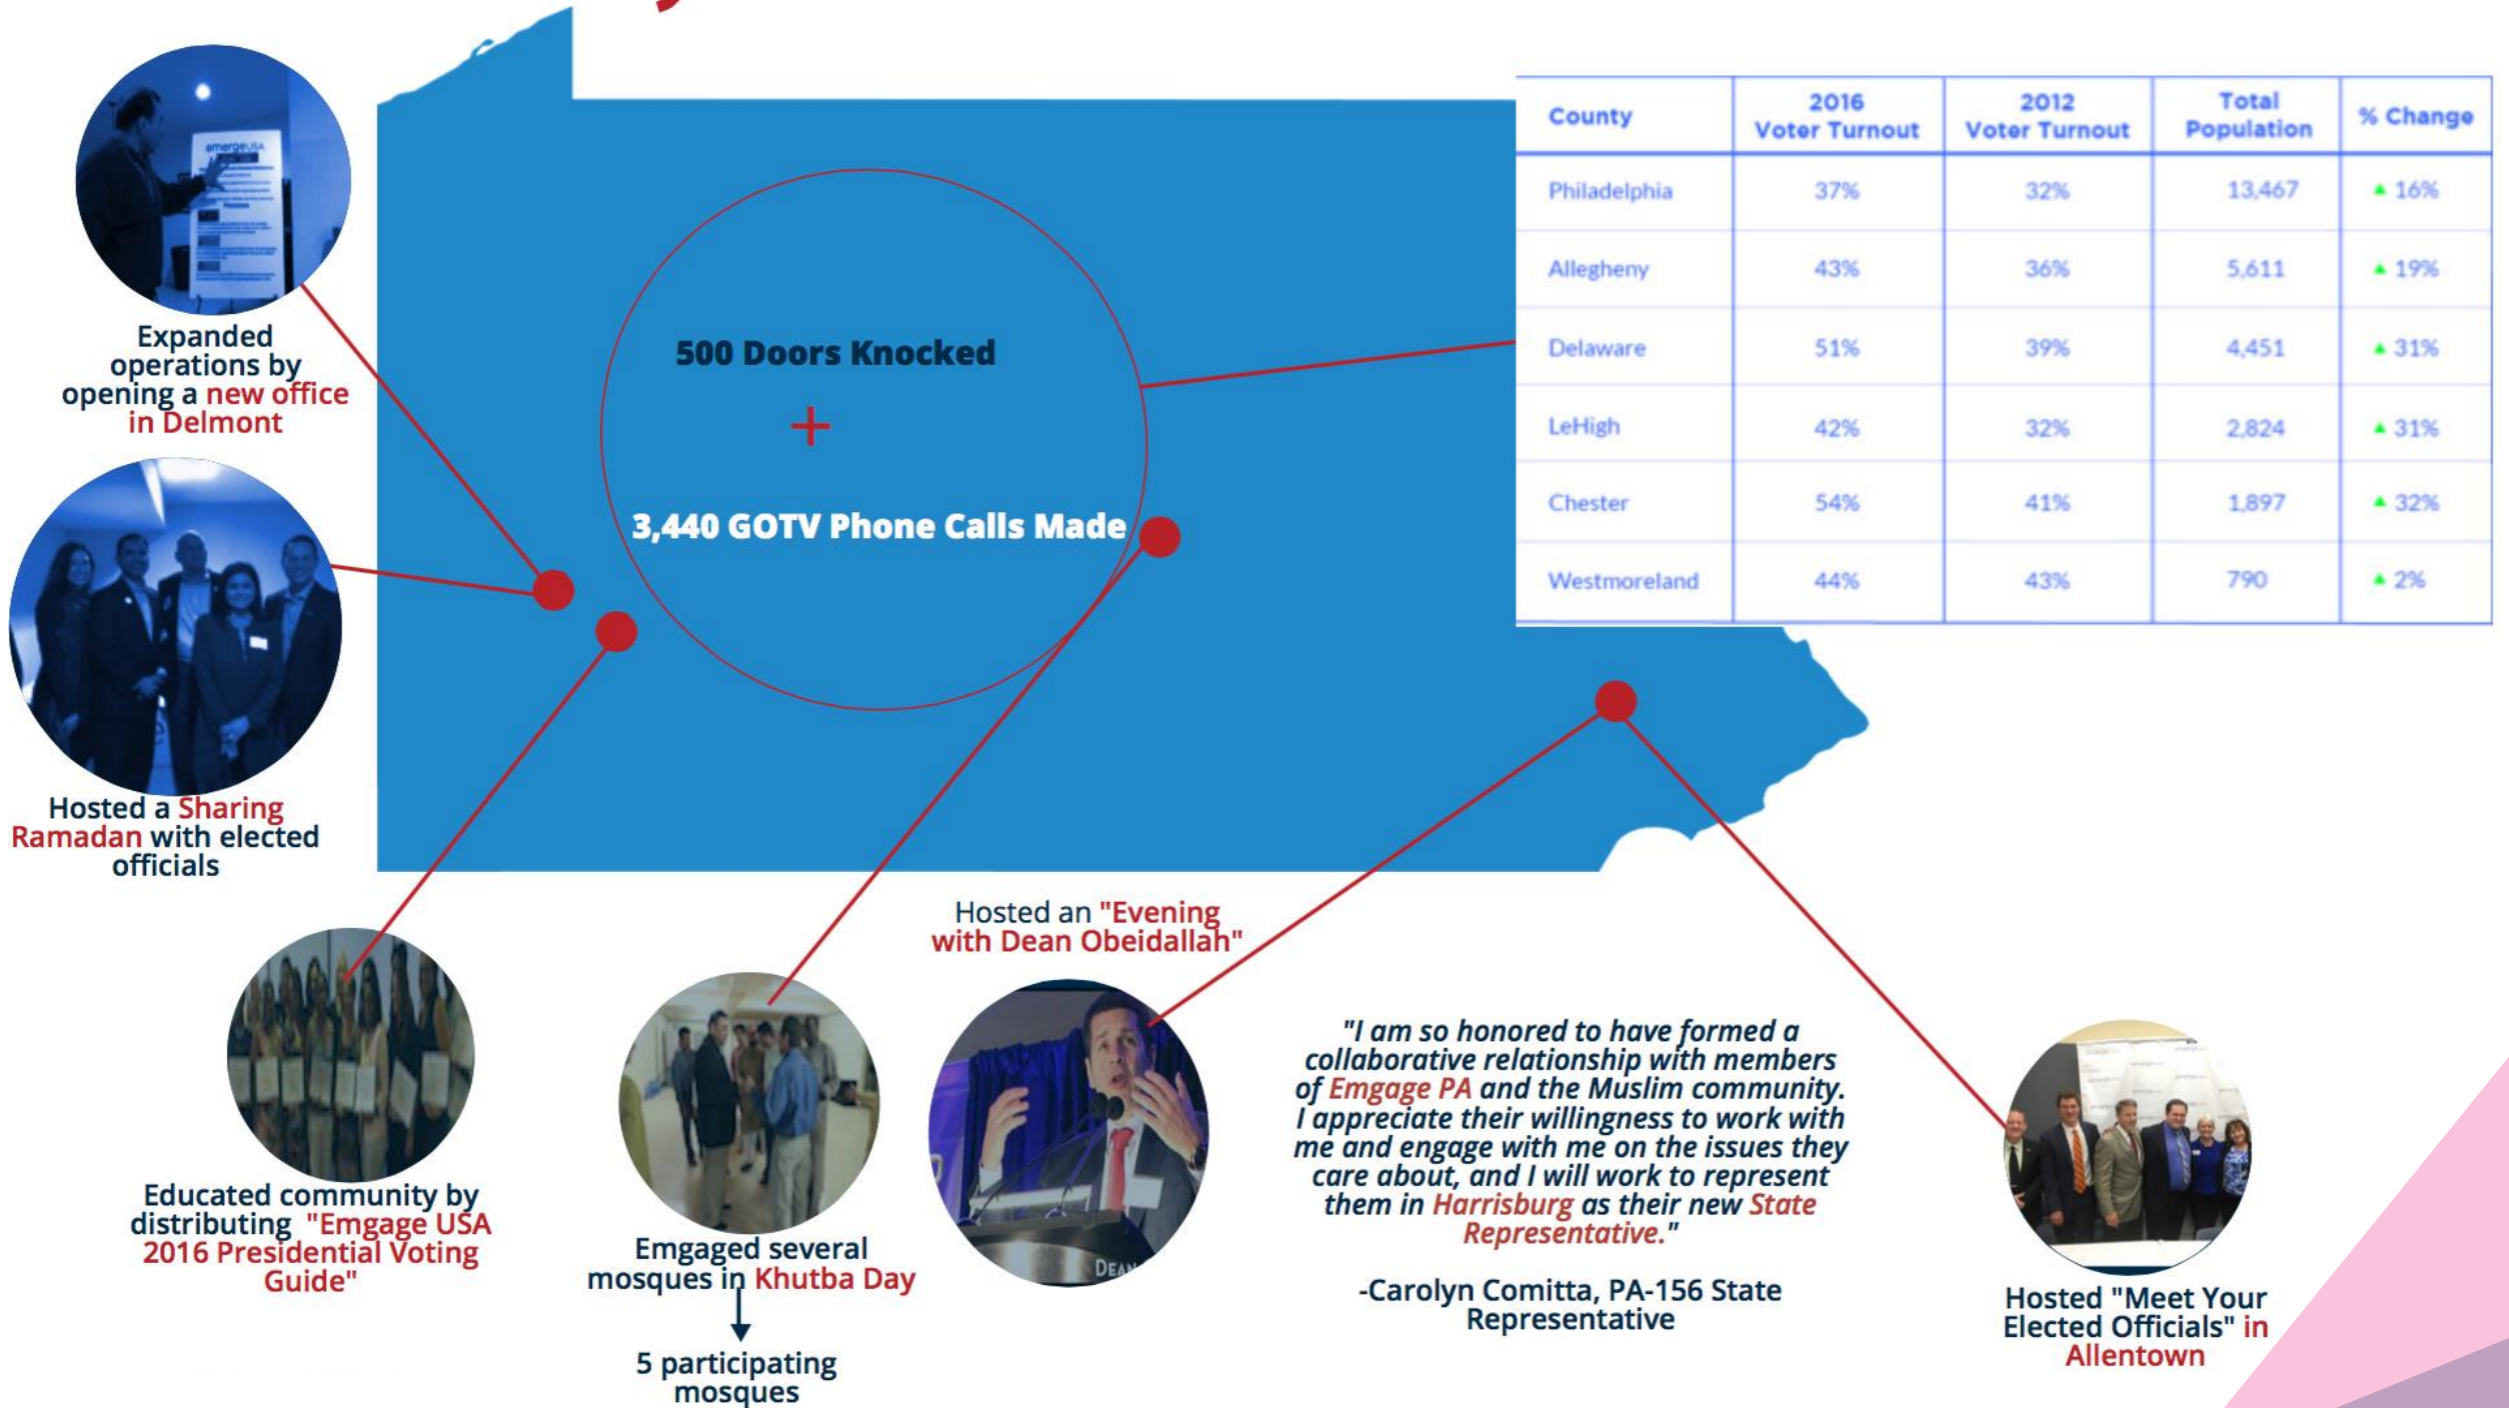 emergeUSA
Expanded
operations by
opening a new office
in Delmont
Hosted a Sharing
Ramadan with elected
officials
500 Doors Knocked
+
3,440 GOTV Phone Calls Made
County 2016 Voter Turnout 2012 Voter Turnout Total Population % Change
Philadelphia 37% 32% 13,467 16%
Allegheny 43% 36% 5,611 19%
Delaware 51% 39% 4,451 31%
LeHigh 42% 32% 2,824 31%
Chester 54% 41% 1,897 32%
Westmoreland 44% 43% 790 2%
Educated community by
distributing "Emgage USA
2016 Presidential Voting
Guide"
Emgaged several
mosques in Khutba Day
5 participating
mosques
Hosted an "Evening
with Dean Obeidallah"
DEAN
"I am so honored to have formed a
collaborative relationship with members
of Emgage PA and the Muslim community.
I appreciate their willingness to work with
me and engage with me on the issues they
care about, and I will work to represent
them in Harrisburg as their new State
Representative."
-Carolyn Comitta, PA-156 State
Representative
Hosted "Meet Your
Elected Officials" in
Allentown